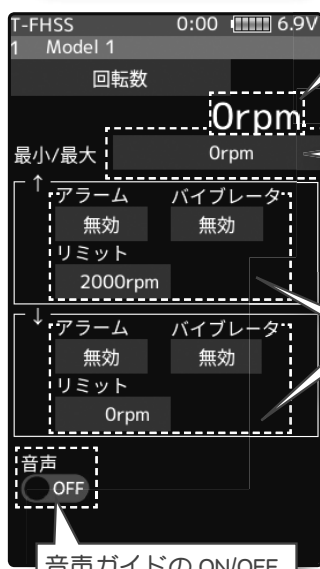 T-FHSS 0:00 6.9V
1 Model 1
回転数
0rpm
最小/最大 0rpm
↑
アラーム バイブレータ
無効 無効
リミット
2000rpm
↓
アラーム バイブレータ
無効 無効
リミット
0rpm
音声
OFF
音声ガイドの ON/OFF